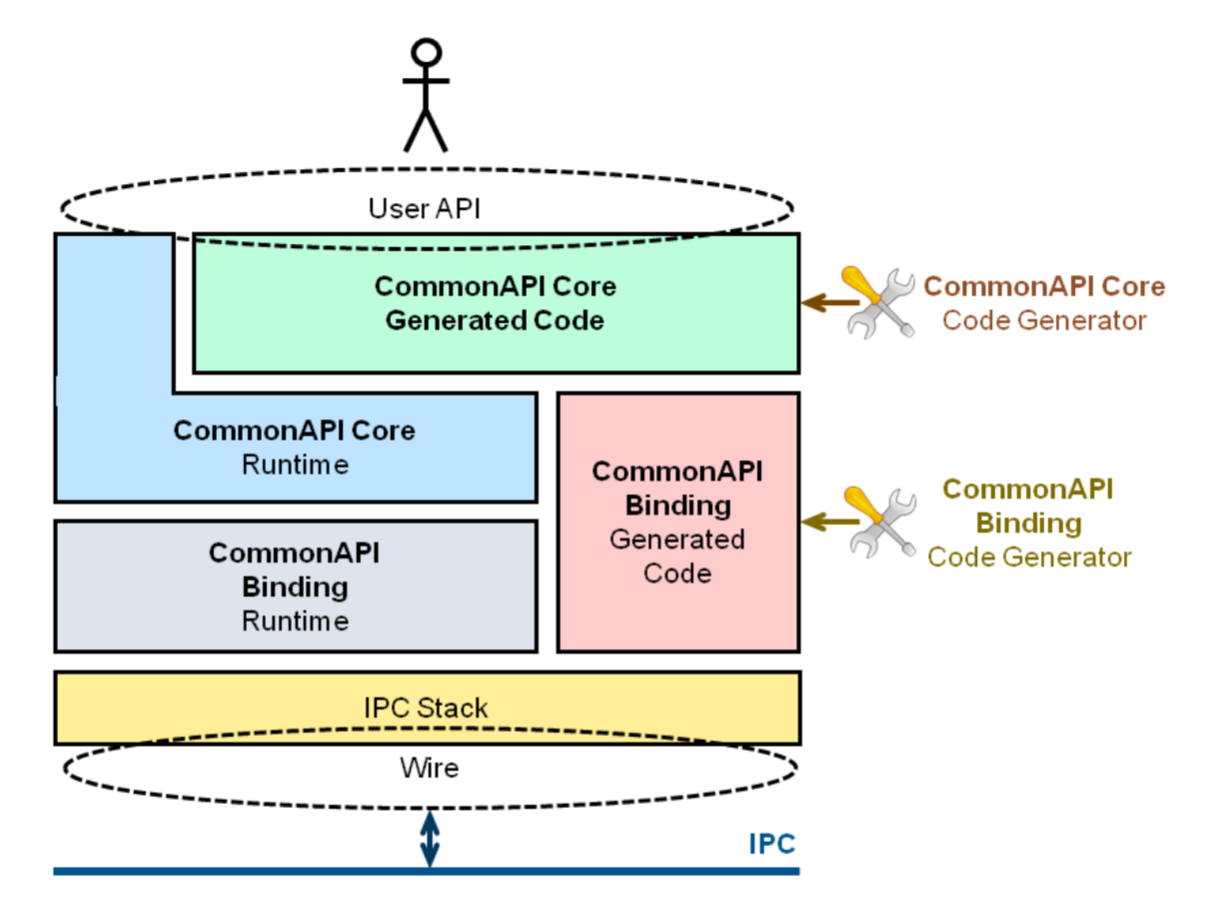 User API
CommonAPI Core
Generated Code
CommonAPI Core
Code Generator
CommonAPI Core
Runtime
CommonAPI
Binding
Generated
Code
CommonAPI
Binding
Code Generator
CommonAPI
Binding
Runtime
IPC Stack
Wire
IPC